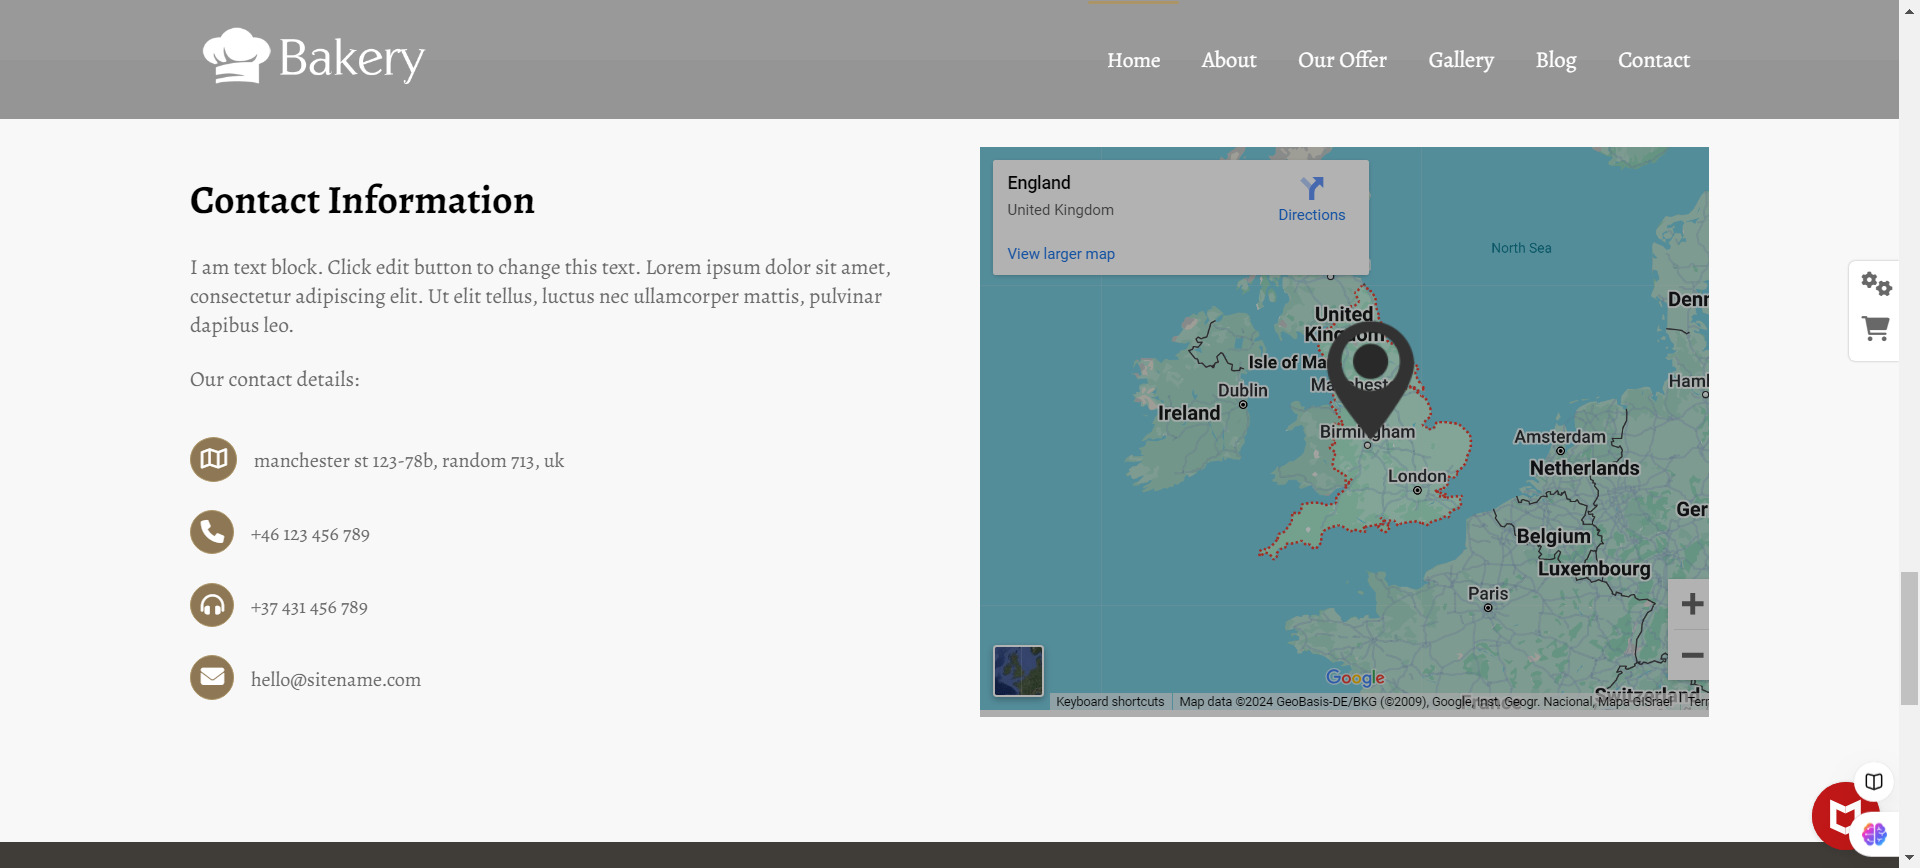 Bakery
Home
About
Our Offer
Gallery
Blog
Contact
Contact Information
I am text block. Click edit button to change this text. Lorem ipsum dolor sit amet,
consectetur adipiscing elit. Ut elit tellus, luctus nec ullamcorper mattis, pulvinar
dapibus leo.
Our contact details:
manchester st 123-78b, random 713, uk
+46 123 456 789
+37 431 456 789
hello@sitename.com
England
United Kingdom
Directions
View larger map
North Sea
Denn
United
Kingdom
Isle of Ma
Manchest
Dublin
Haml
Ireland
Birmingham
Amsterdam
Netherlands
London
Ger
Belgium
Luxembourg
Paris
Switzerland
France
Google
Keyboard shortcuts
Map data ©2024 GeoBasis-DE/BKG (©2009), Google, Inst. Geogr. Nacional, Mapa GISrael
Terr